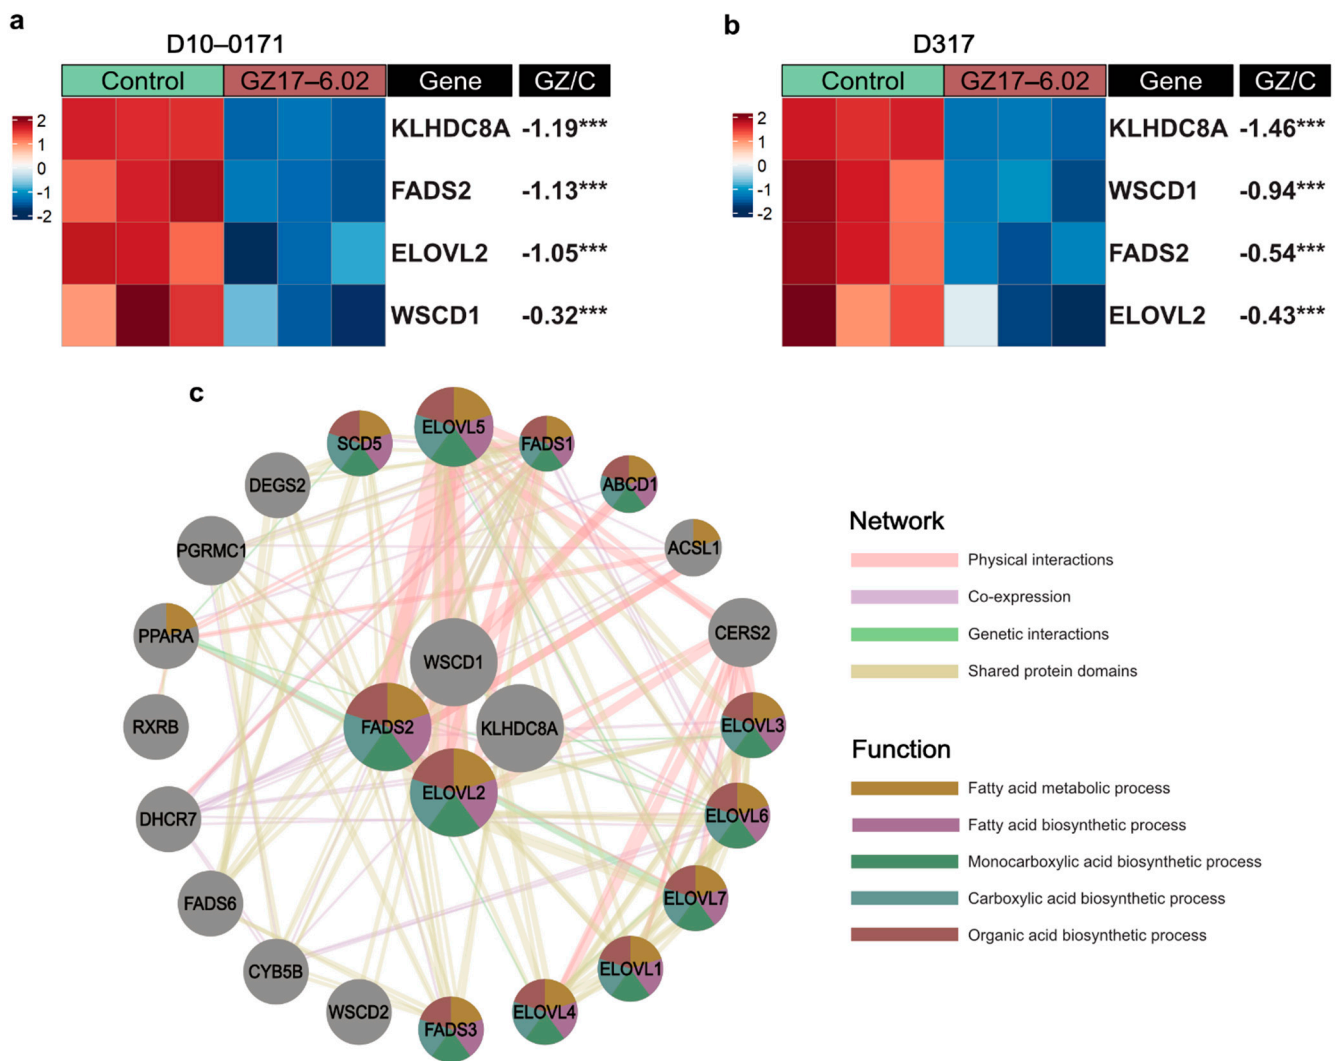 a
D10–0171
Control GZ17–6.02 Gene GZ/C
2
1
0
-1
-2
KLHDC8A -1.19***
FADS2 -1.13***
ELOVL2 -1.05***
WSCD1 -0.32***
b
D317
Control GZ17–6.02 Gene GZ/C
2
1
0
-1
-2
KLHDC8A -1.46***
WSCD1 -0.94***
FADS2 -0.54***
ELOVL2 -0.43***
c
ELOVL5
SCD5
FADS1
DEGS2
ABCD1
PGRMC1
ACSL1
PPARA
CERS2
WSCD1
RXRB
FADS2
KLHDC8A
ELOVL3
ELOVL2
DHCR7
ELOVL6
FADS6
ELOVL7
CYB5B
ELOVL1
WSCD2
FADS3
ELOVL4
Network
Physical interactions
Co-expression
Genetic interactions
Shared protein domains
Function
Fatty acid metabolic process
Fatty acid biosynthetic process
Monocarboxylic acid biosynthetic process
Carboxylic acid biosynthetic process
Organic acid biosynthetic process